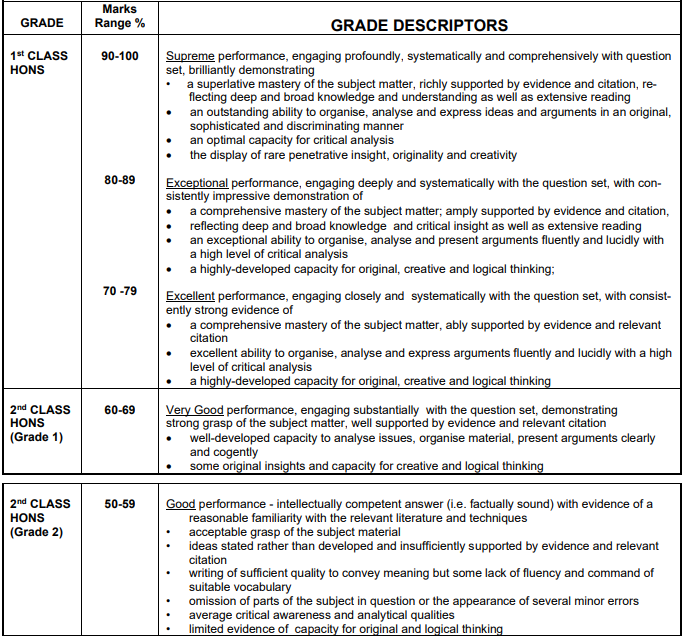 GRADE
Marks
Range %
GRADE DESCRIPTORS
1st CLASS
HONS
90-100
Supreme performance, engaging profoundly, systematically and comprehensively with question
set, brilliantly demonstrating
• a superlative mastery of the subject matter, richly supported by evidence and citation, re-
flecting deep and broad knowledge and understanding as well as extensive reading
• an outstanding ability to organise, analyse and express ideas and arguments in an original,
sophisticated and discriminating manner
• an optimal capacity for critical analysis
• the display of rare penetrative insight, originality and creativity
80-89
Exceptional performance, engaging deeply and systematically with the question set, with con-
sistently impressive demonstration of
• a comprehensive mastery of the subject matter; amply supported by evidence and citation,
• reflecting deep and broad knowledge and critical insight as well as extensive reading
• an exceptional ability to organise, analyse and present arguments fluently and lucidly with
a high level of critical analysis
• a highly-developed capacity for original, creative and logical thinking;
70 -79
Excellent performance, engaging closely and systematically with the question set, with consist-
ently strong evidence of
• a comprehensive mastery of the subject matter, ably supported by evidence and relevant
citation
• excellent ability to organise, analyse and express arguments fluently and lucidly with a high
level of critical analysis
• a highly-developed capacity for original, creative and logical thinking
2nd CLASS
HONS
(Grade 1)
60-69
Very Good performance, engaging substantially with the question set, demonstrating
strong grasp of the subject matter, well supported by evidence and relevant citation
• well-developed capacity to analyse issues, organise material, present arguments clearly
and cogently
• some original insights and capacity for creative and logical thinking
2nd CLASS
HONS
(Grade 2)
50-59
Good performance - intellectually competent answer (i.e. factually sound) with evidence of a
reasonable familiarity with the relevant literature and techniques
• acceptable grasp of the subject material
• ideas stated rather than developed and insufficiently supported by evidence and relevant
citation
• writing of sufficient quality to convey meaning but some lack of fluency and command of
suitable vocabulary
• omission of parts of the subject in question or the appearance of several minor errors
• average critical awareness and analytical qualities
• limited evidence of capacity for original and logical thinking